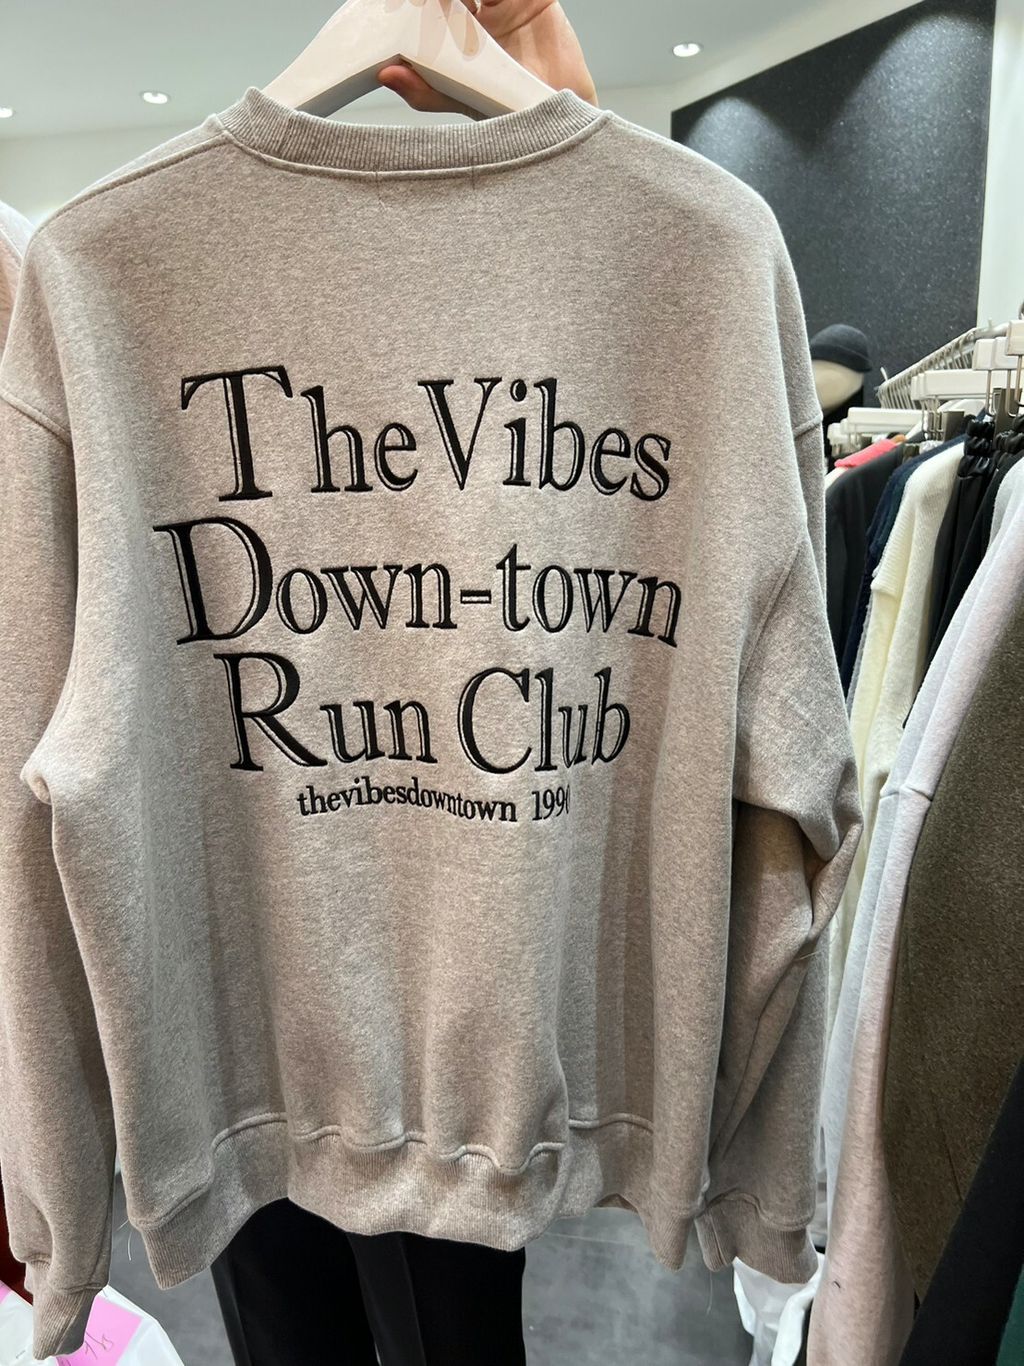 The Vibes
Down-town
Run Club
thevibesdowntown